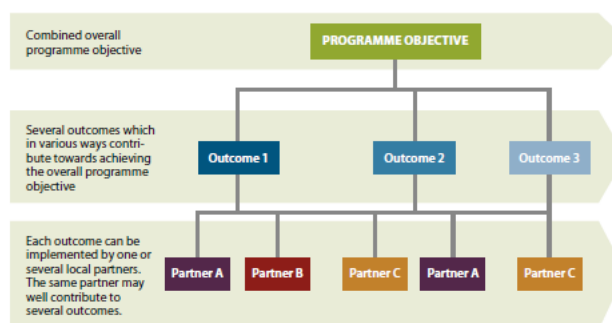 Combined overall
programme objective
PROGRAMME OBJECTIVE
Several outcomes which
in various ways contri-
bute towards achieving
the overall programme
objective
Outcome 1
Outcome 2
Outcome 3
Each outcome can be
implemented by one or
several local partners.
The same partner may
well contribute to
several outcomes.
Partner A
Partner B
Partner C
Partner A
Partner C